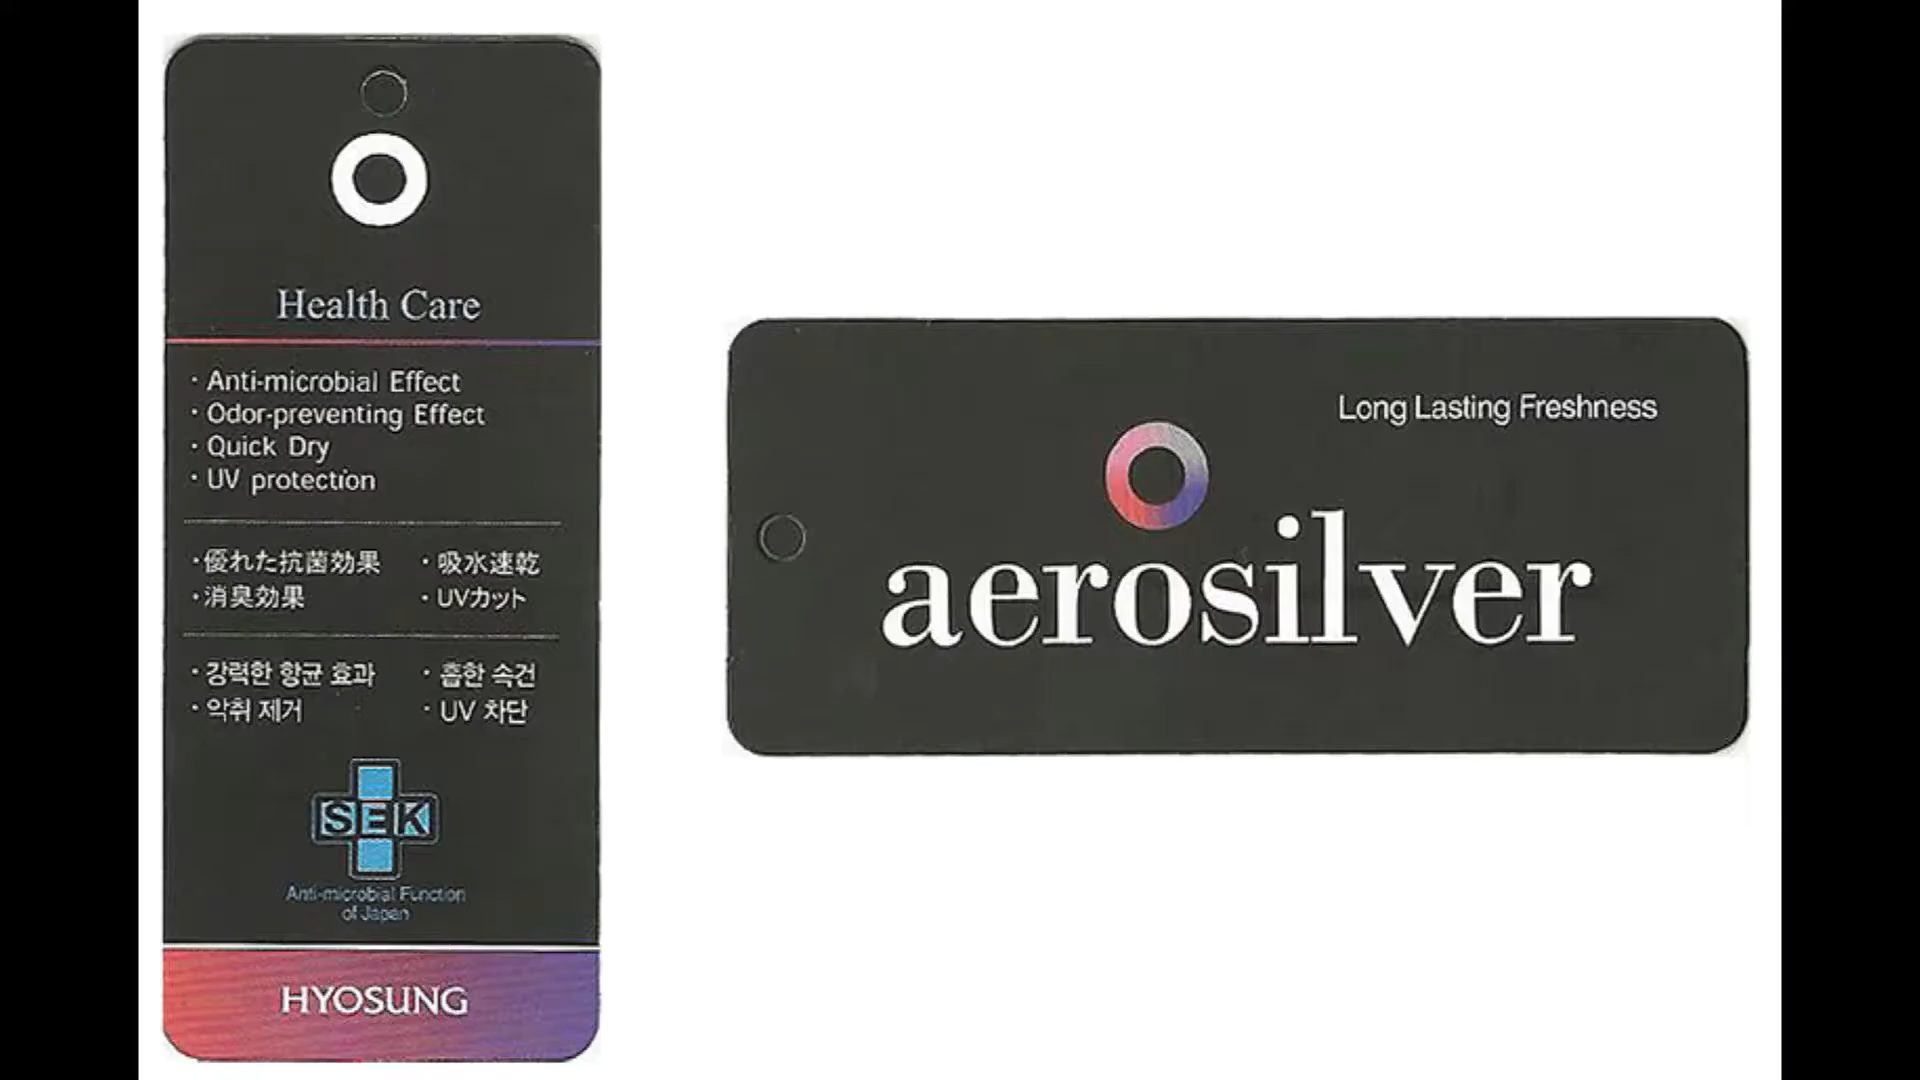 Health Care
· Anti-microbial Effect
· Odor-preventing Effect
· Quick Dry
· UV protection
·優れた抗菌効果 ·吸水速乾
·消臭効果 ·UVカット
· 강력한 항균 효과 · 흡한 속건
· 악취 제거 · UV 차단
SEK
Anti-microbial Function
of Japan
HYOSUNG
Long Lasting Freshness
aerosilver